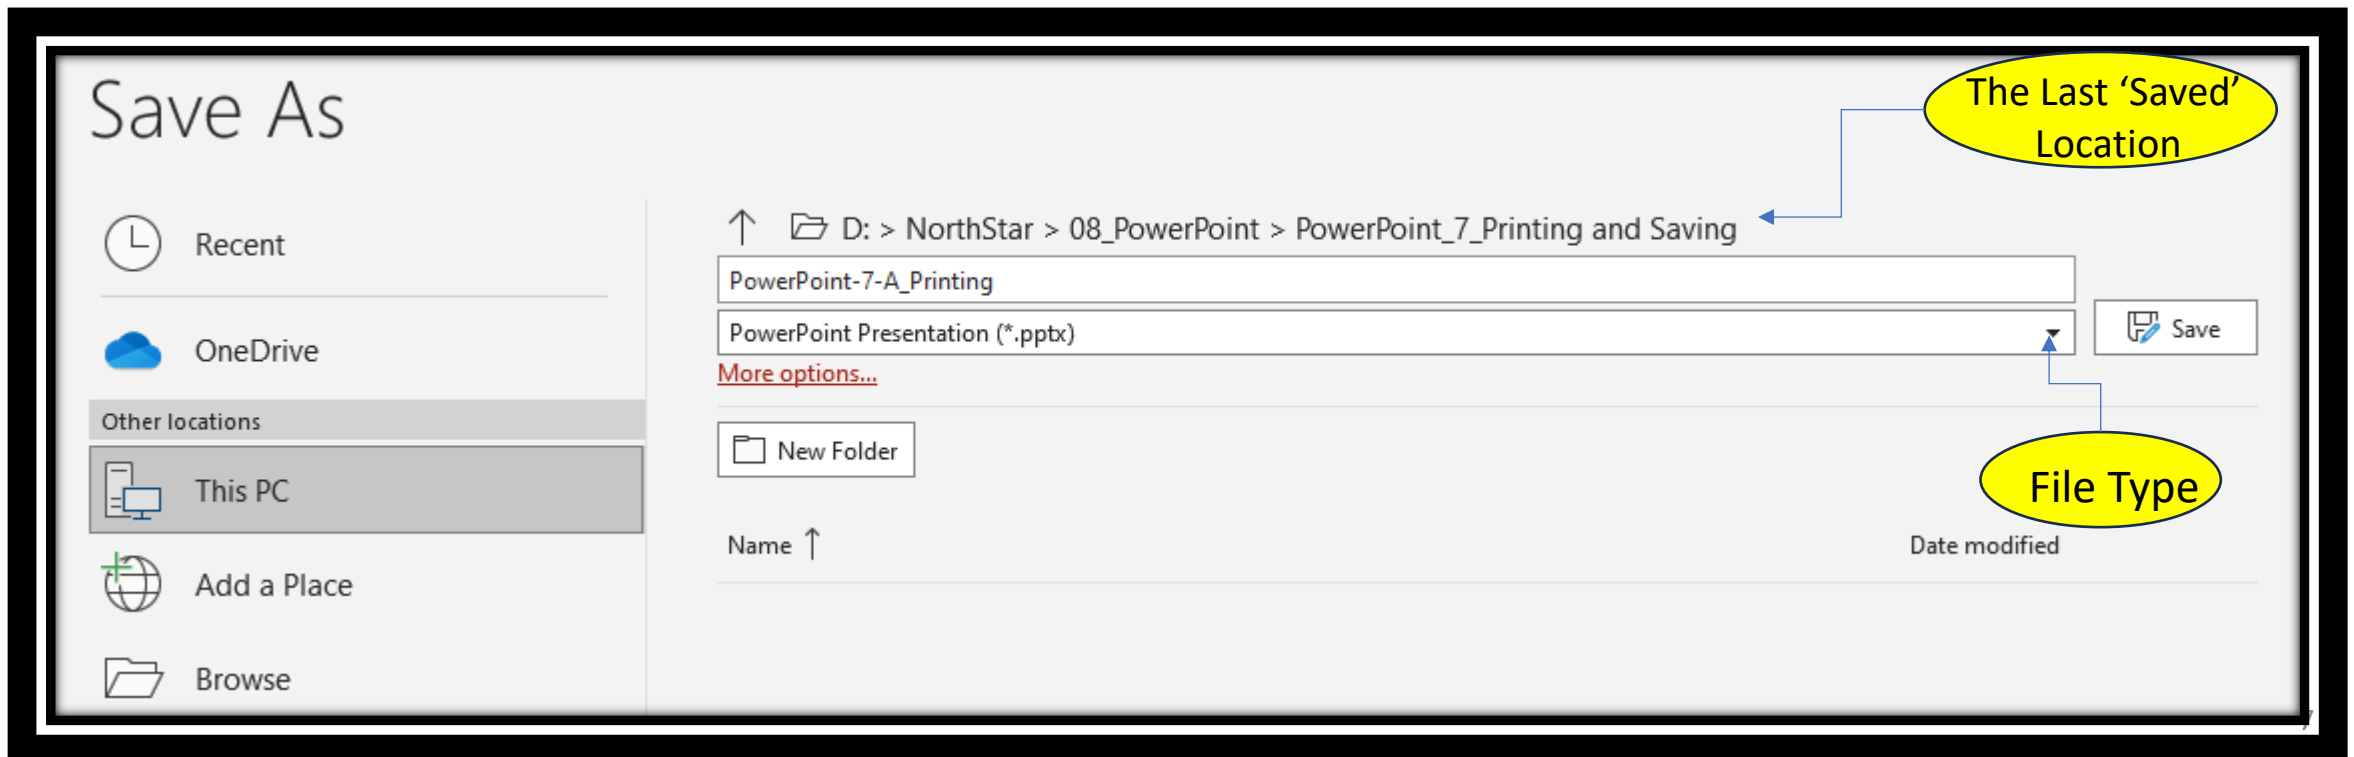 Save As
The Last ‘Saved’
Location
Recent
OneDrive
Other locations
This PC
Add a Place
Browse
D: > NorthStar > 08_PowerPoint > PowerPoint_7_Printing and Saving
PowerPoint-7-A_Printing
PowerPoint Presentation (*.pptx)
Save
More options...
New Folder
File Type
Name
Date modified
7